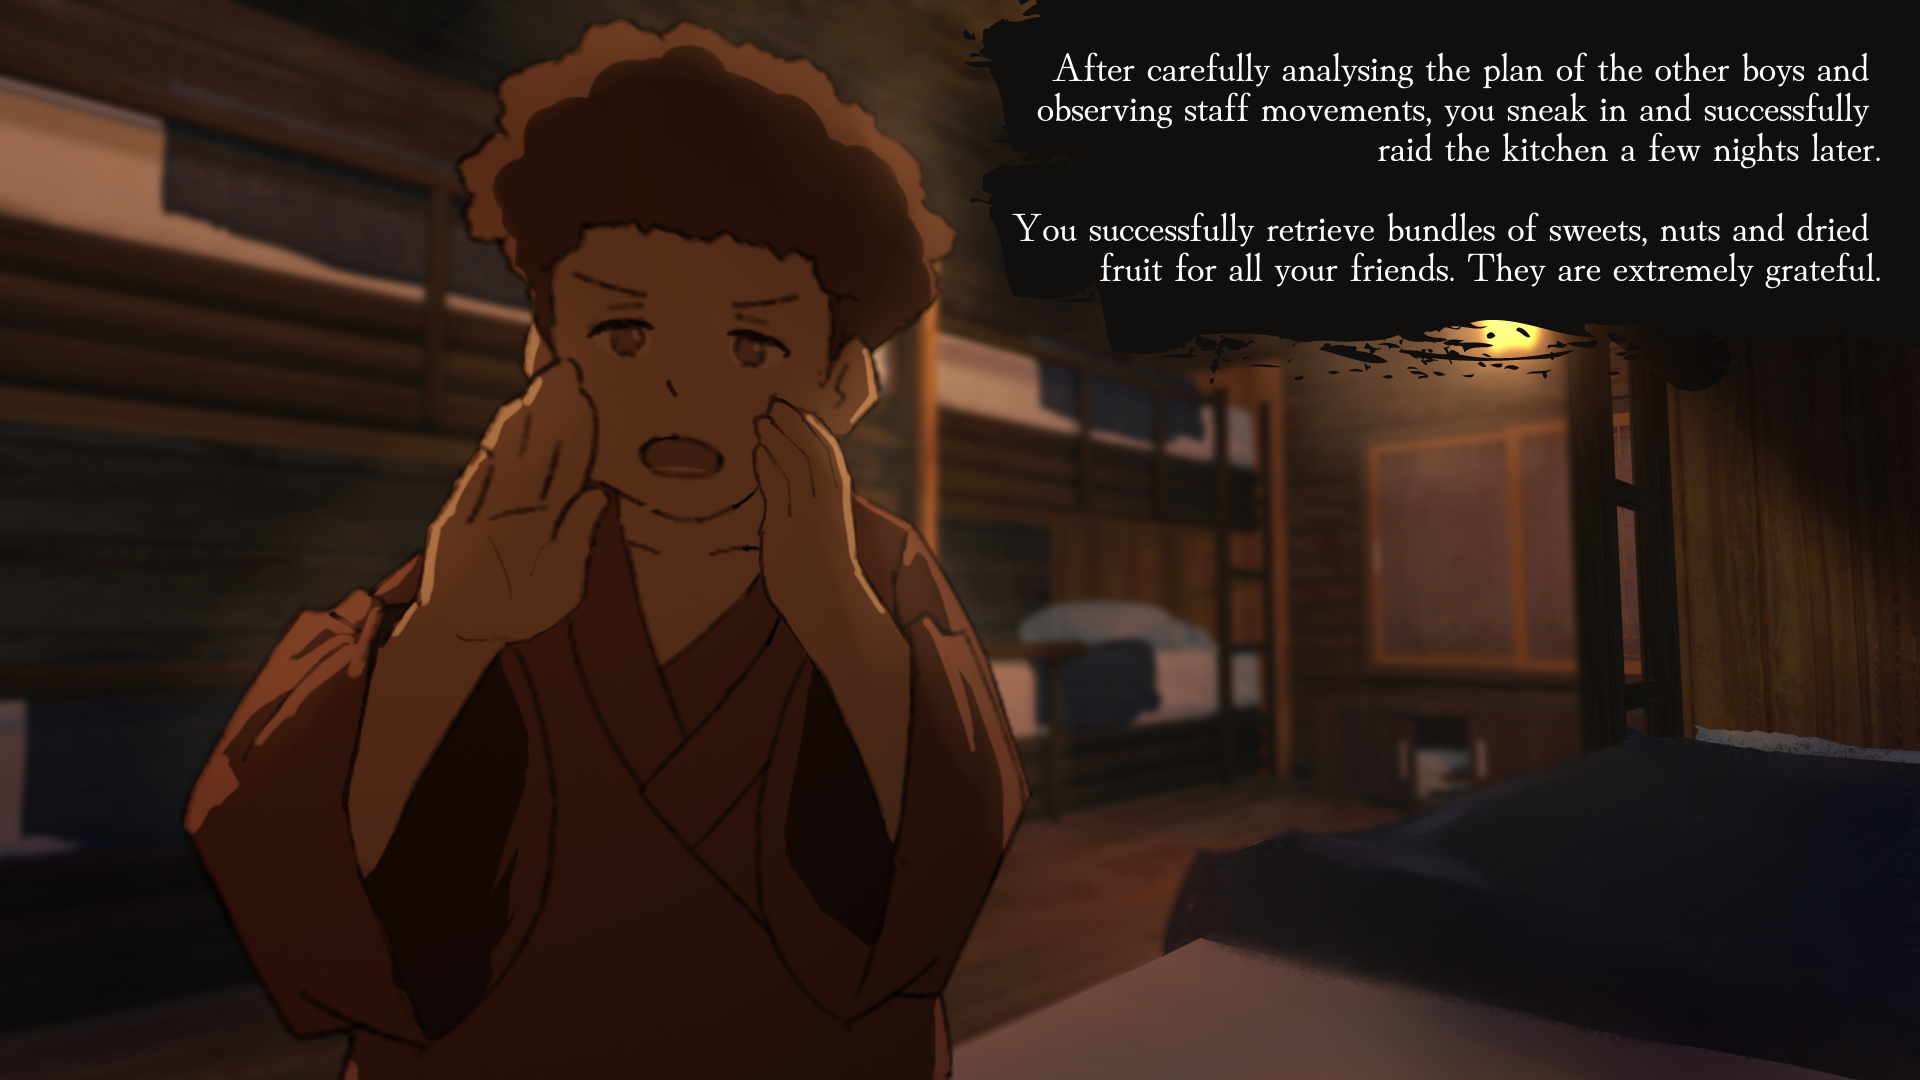 After carefully analysing the plan of the other boys and
observing staff movements, you sneak in and successfully
raid the kitchen a few nights later.
You successfully retrieve bundles of sweets, nuts and dried
fruit for all your friends. They are extremely grateful.